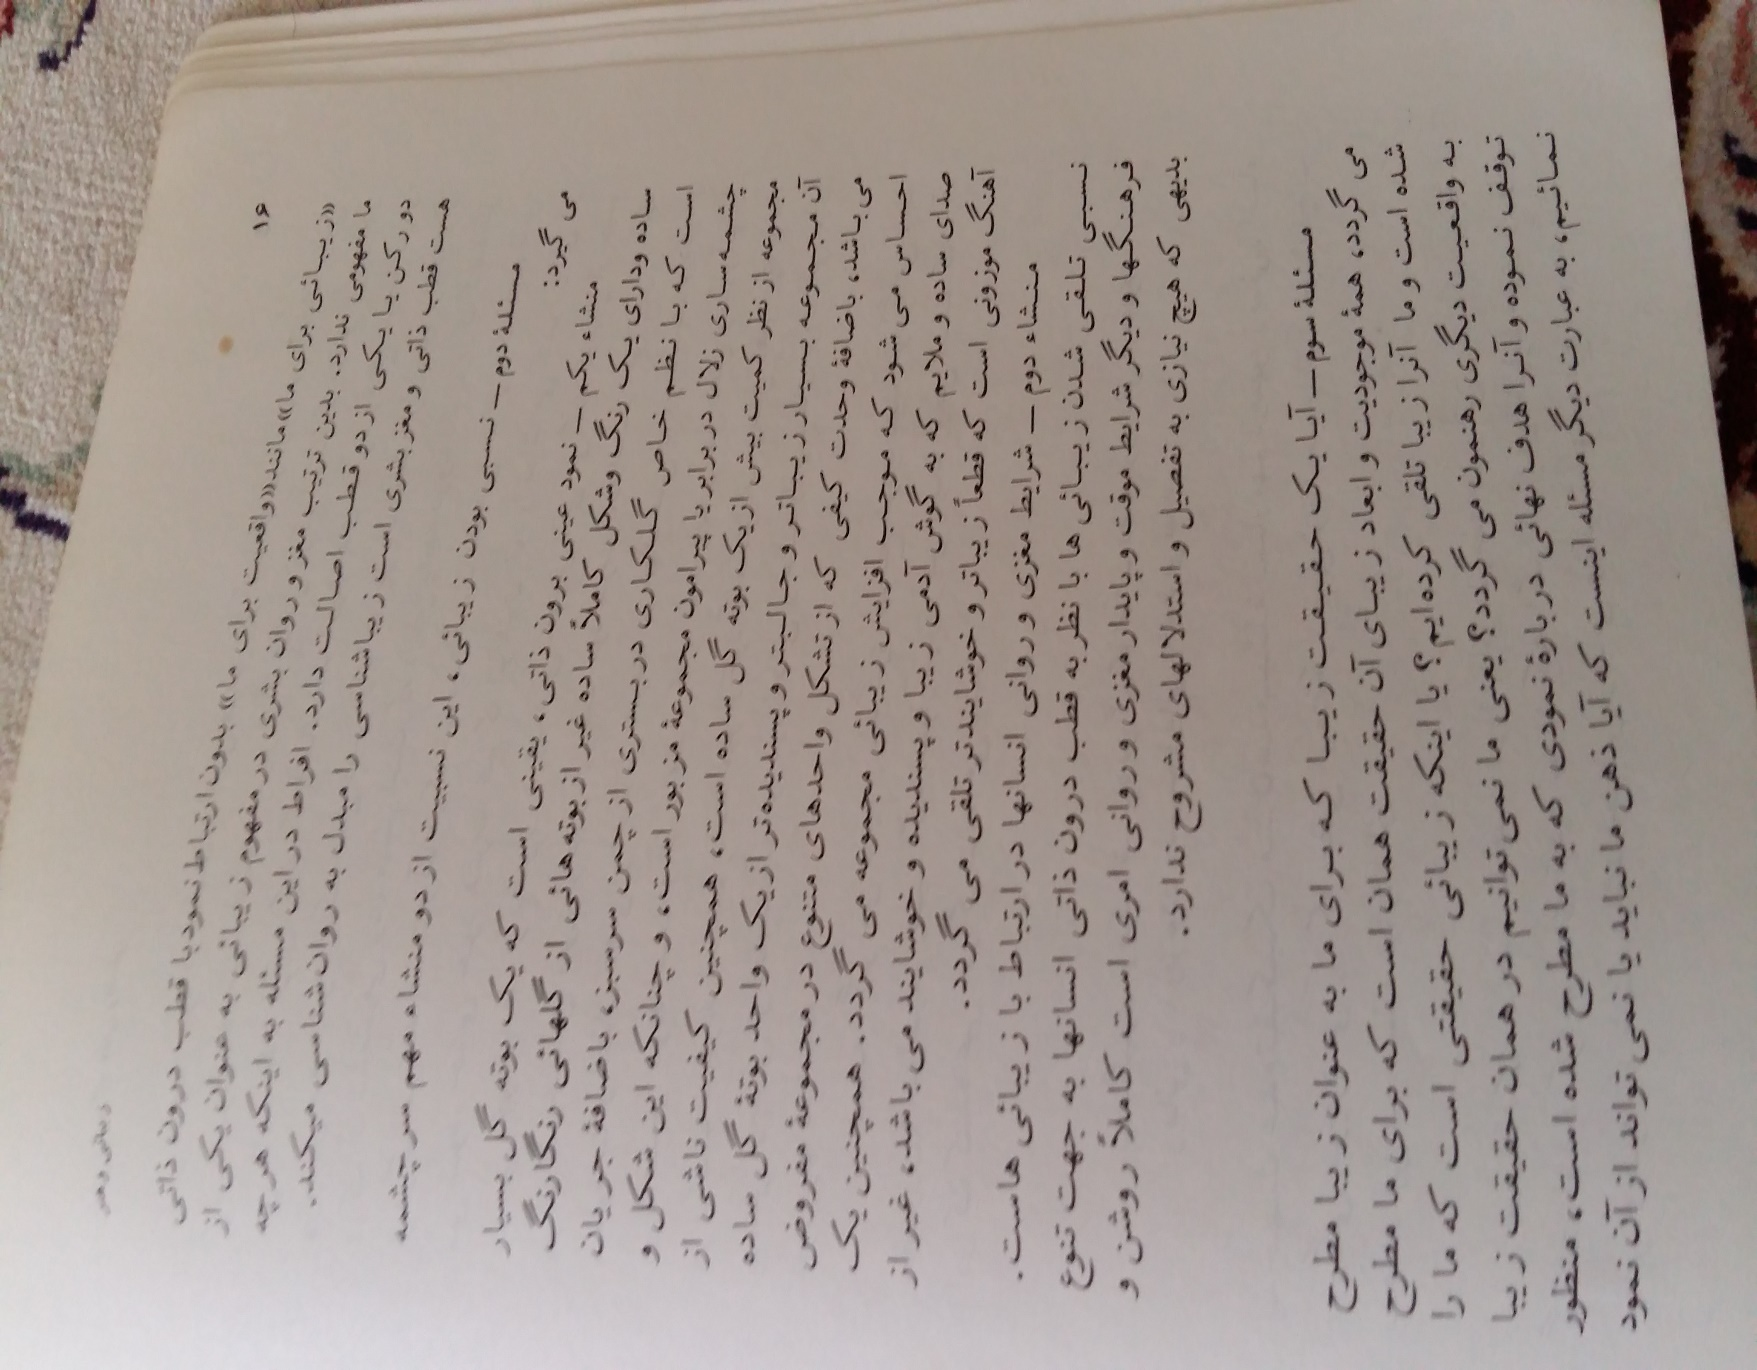 ۱۶
«زیبائی برای ما» مانند «واقعیت برای ما» بدون ارتباط نمود با قطب درون ذاتی
ما مفهومی ندارد. بدین ترتیب مغز و روان بشری در مفهوم زیبائی به عنوان یکی از
دو رکن یا یکی از دو قطب اصالت دارد. افراط در این مسئله به اینکه هر چه
هست قطب ذاتی و مغز بشری است زیباشناسی را مبدل به روان‌شناسی میکند.
مسئلهٔ دوم – نسبی بودن زیبائی، این نسبیت از دو منشاء مهم سرچشمه
می گیرد:
منشاء یکم – نمود عینی برون ذاتی، یقینی است که یک بوته گل بسیار
ساده ودارای یک رنگ وشکل کاملاً ساده غیر از بوته هائی از گلهائی رنگارنگ
است که با نظم خاص گلکاری در بستری از چمن سرسبز، باضافهٔ جریان
چشمه ساری زلال در برابر یا پیرامون مجموعهٔ مزبور است، و چنانکه این شکل و
مجموعه از نظر کمیت بیش از یک بوته گل ساده است، همچنین کیفیت ناشی از
آن مجموعه بسیار زیباتر و جالبتر و پسندیده‌تر از یک واحد بوتهٔ گل ساده
می باشد، باضافهٔ وحدت کیفی که از تشکل واحدهای متنوع در مجموعهٔ مفروض
احساس می شود که موجب افزایش زیبائی مجموعه می گردد. همچنین یک
صدای ساده و ملایم که به گوش آدمی زیبا و پسندیده و خوشایند می باشد، غیر از
آهنگ موزونی است که قطعاً زیباتر و خوشایندتر تلقی می گردد.
منشاء دوم – شرایط مغزی و روانی انسانها در ارتباط با زیبائی هاست.
نسبی تلقی شدن زیبائی ها با نظر به قطب درون ذاتی انسانها به جهت تنوع
فرهنگها و دیگر شرایط موقت و پایدار مغزی و روانی امری است کاملاً روشن و
بدیهی که هیچ نیازی به تفصیل و استدلالهای مشروح ندارد.
مسئلهٔ سوم – آیا یک حقیقت زیبا که برای ما به عنوان زیبا مطرح
می گردد، همهٔ موجودیت و ابعاد زیبای آن حقیقت همان است که برای ما مطرح
شده است و ما آنرا زیبا تلقی کرده ایم؟ یا اینکه زیبائی حقیقتی است که ما را
به واقعیت دیگری رهنمون می گردد؟ یعنی ما نمی توانیم در همان حقیقت زیبا
توقف نموده و آنرا هدف نهائی دربارهٔ نمودی که به ما مطرح شده است، منظور
نمائیم، به عبارت دیگر مسئله اینست که آیا ذهن ما نباید یا نمی تواند از آن نمود